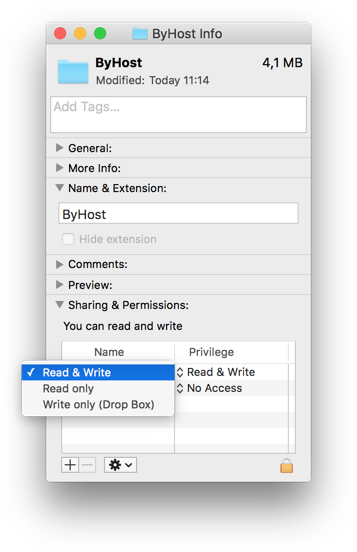 ByHost Info
ByHost 4,1 MB
Modified: Today 11:14
Add Tags...
General:
More Info:
Name & Extension:
ByHost
Hide extension
Comments:
Preview:
Sharing & Permissions:
You can read and write
Name Privilege
✓ Read & Write Read & Write
Read only No Access
Write only (Drop Box)